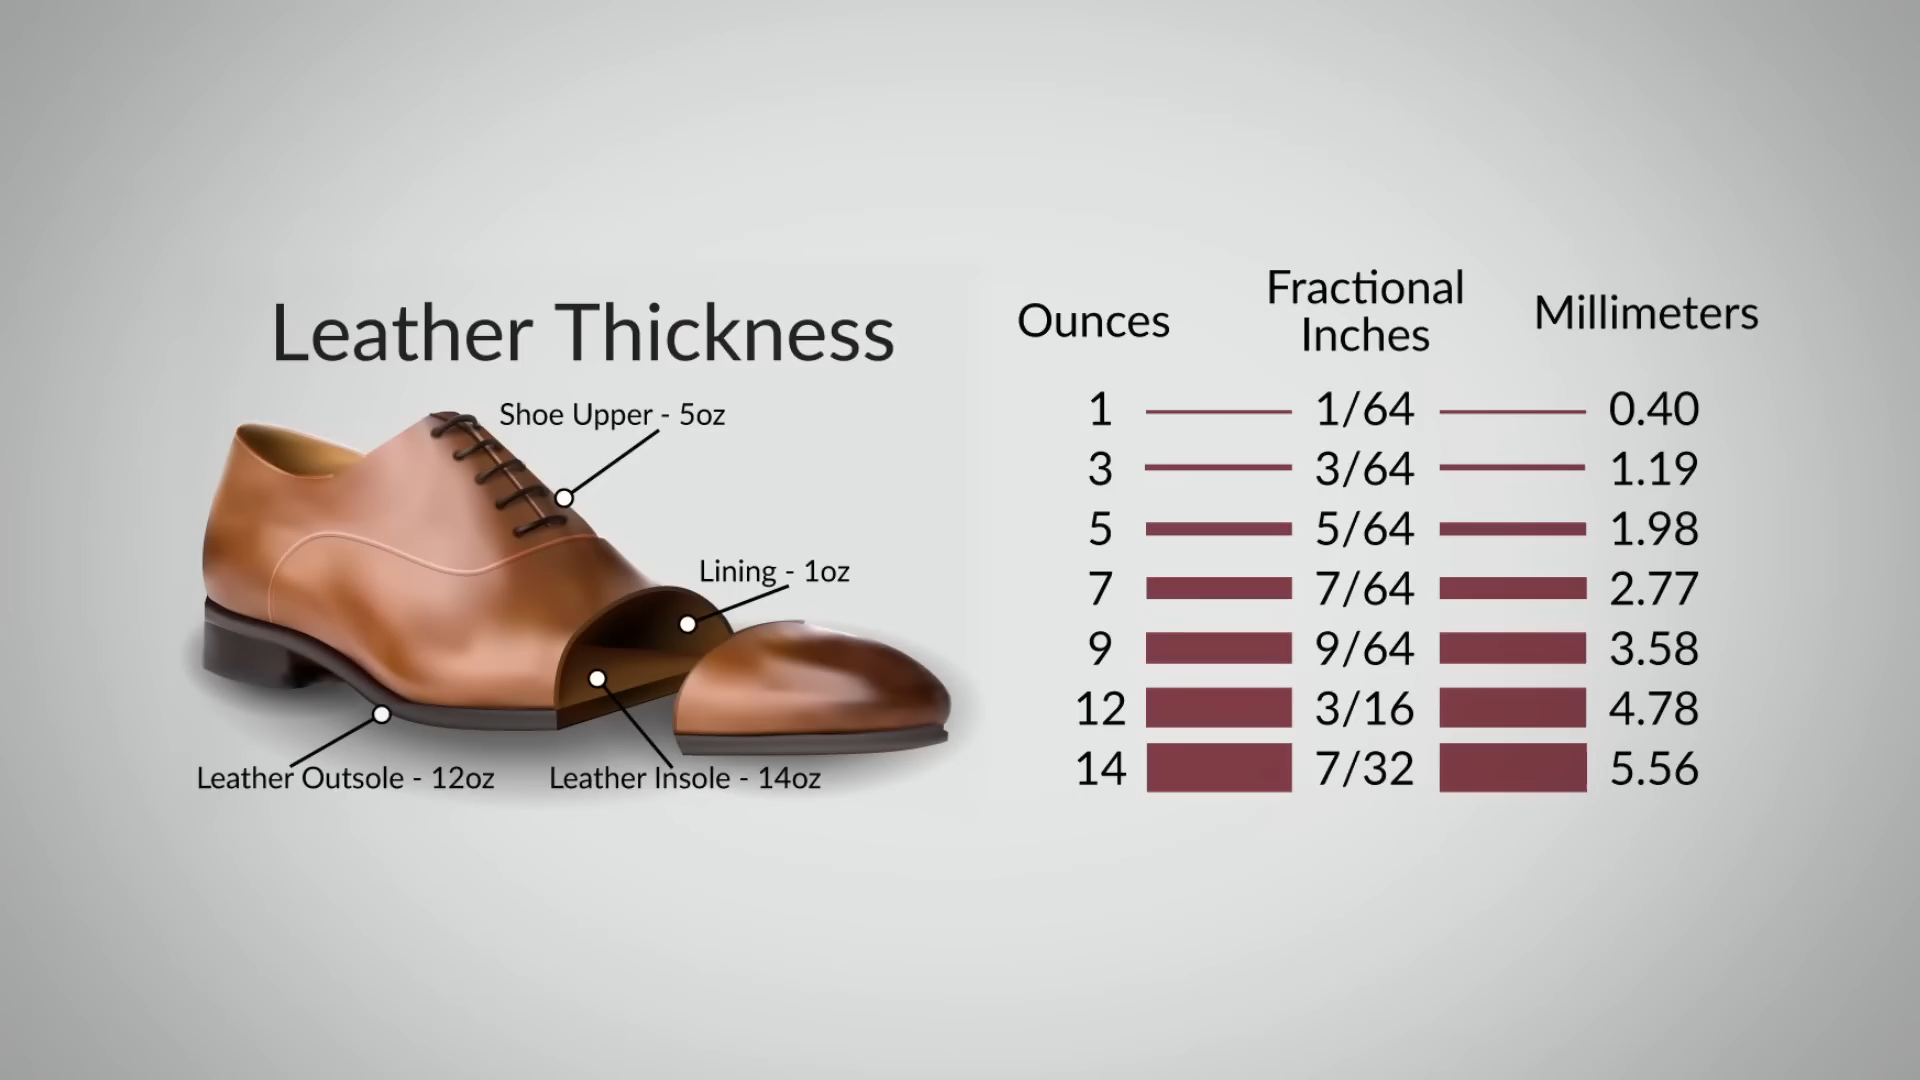 Leather Thickness
Shoe Upper - 5oz
Lining - 1oz
Leather Outsole - 12oz
Leather Insole - 14oz
Ounces
Fractional
Inches
Millimeters
1 1/64 0.40
3 3/64 1.19
5 5/64 1.98
7 7/64 2.77
9 9/64 3.58
12 3/16 4.78
14 7/32 5.56